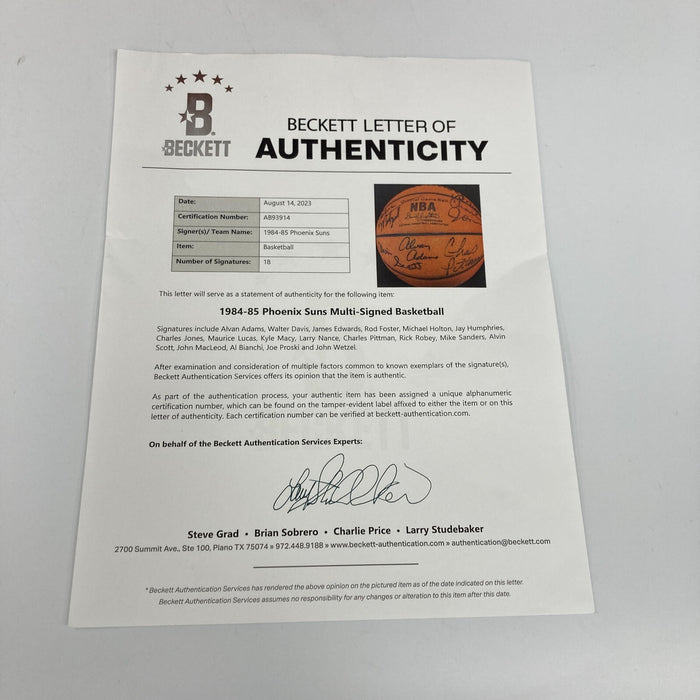 BECKETT
BECKETT LETTER OF
AUTHENTICITY
Date: August 14, 2023
Certification Number: AB93914
Signer(s)/ Team Name: 1984-85 Phoenix Suns
Item: Basketball
Number of Signatures: 18
NBA
Alvan
Adams
This letter will serve as a statement of authenticity for the following item:
1984-85 Phoenix Suns Multi-Signed Basketball
Signatures include Alvan Adams, Walter Davis, James Edwards, Rod Foster, Michael Holton, Jay Humphries,
Charles Jones, Maurice Lucas, Kyle Macy, Larry Nance, Charles Pittman, Rick Robey, Mike Sanders, Alvin
Scott, John MacLeod, Al Bianchi, Joe Proski and John Wetzel.
After examination and consideration of multiple factors common to known exemplars of the signature(s),
Beckett Authentication Services offers its opinion that the item is authentic.
As part of the authentication process, your authentic item has been assigned a unique alphanumeric
certification number, which can be found on the tamper-evident label affixed to either the item or on this
letter of authenticity. Each certification number can be verified at beckett-authentication.com.
On behalf of the Beckett Authentication Services Experts:
Steve Grad • Brian Sobrero • Charlie Price • Larry Studebaker
2700 Summit Ave., Ste 100, Plano TX 75074 » 972.448.9188 » www.beckett-authentication.com » authentication@beckett.com
*Beckett Authentication Services has rendered the above opinion on the pictured item as of the date indicated on this letter.
Beckett Authentication Services assumes no responsibility for any changes or alteration to this item after this date.